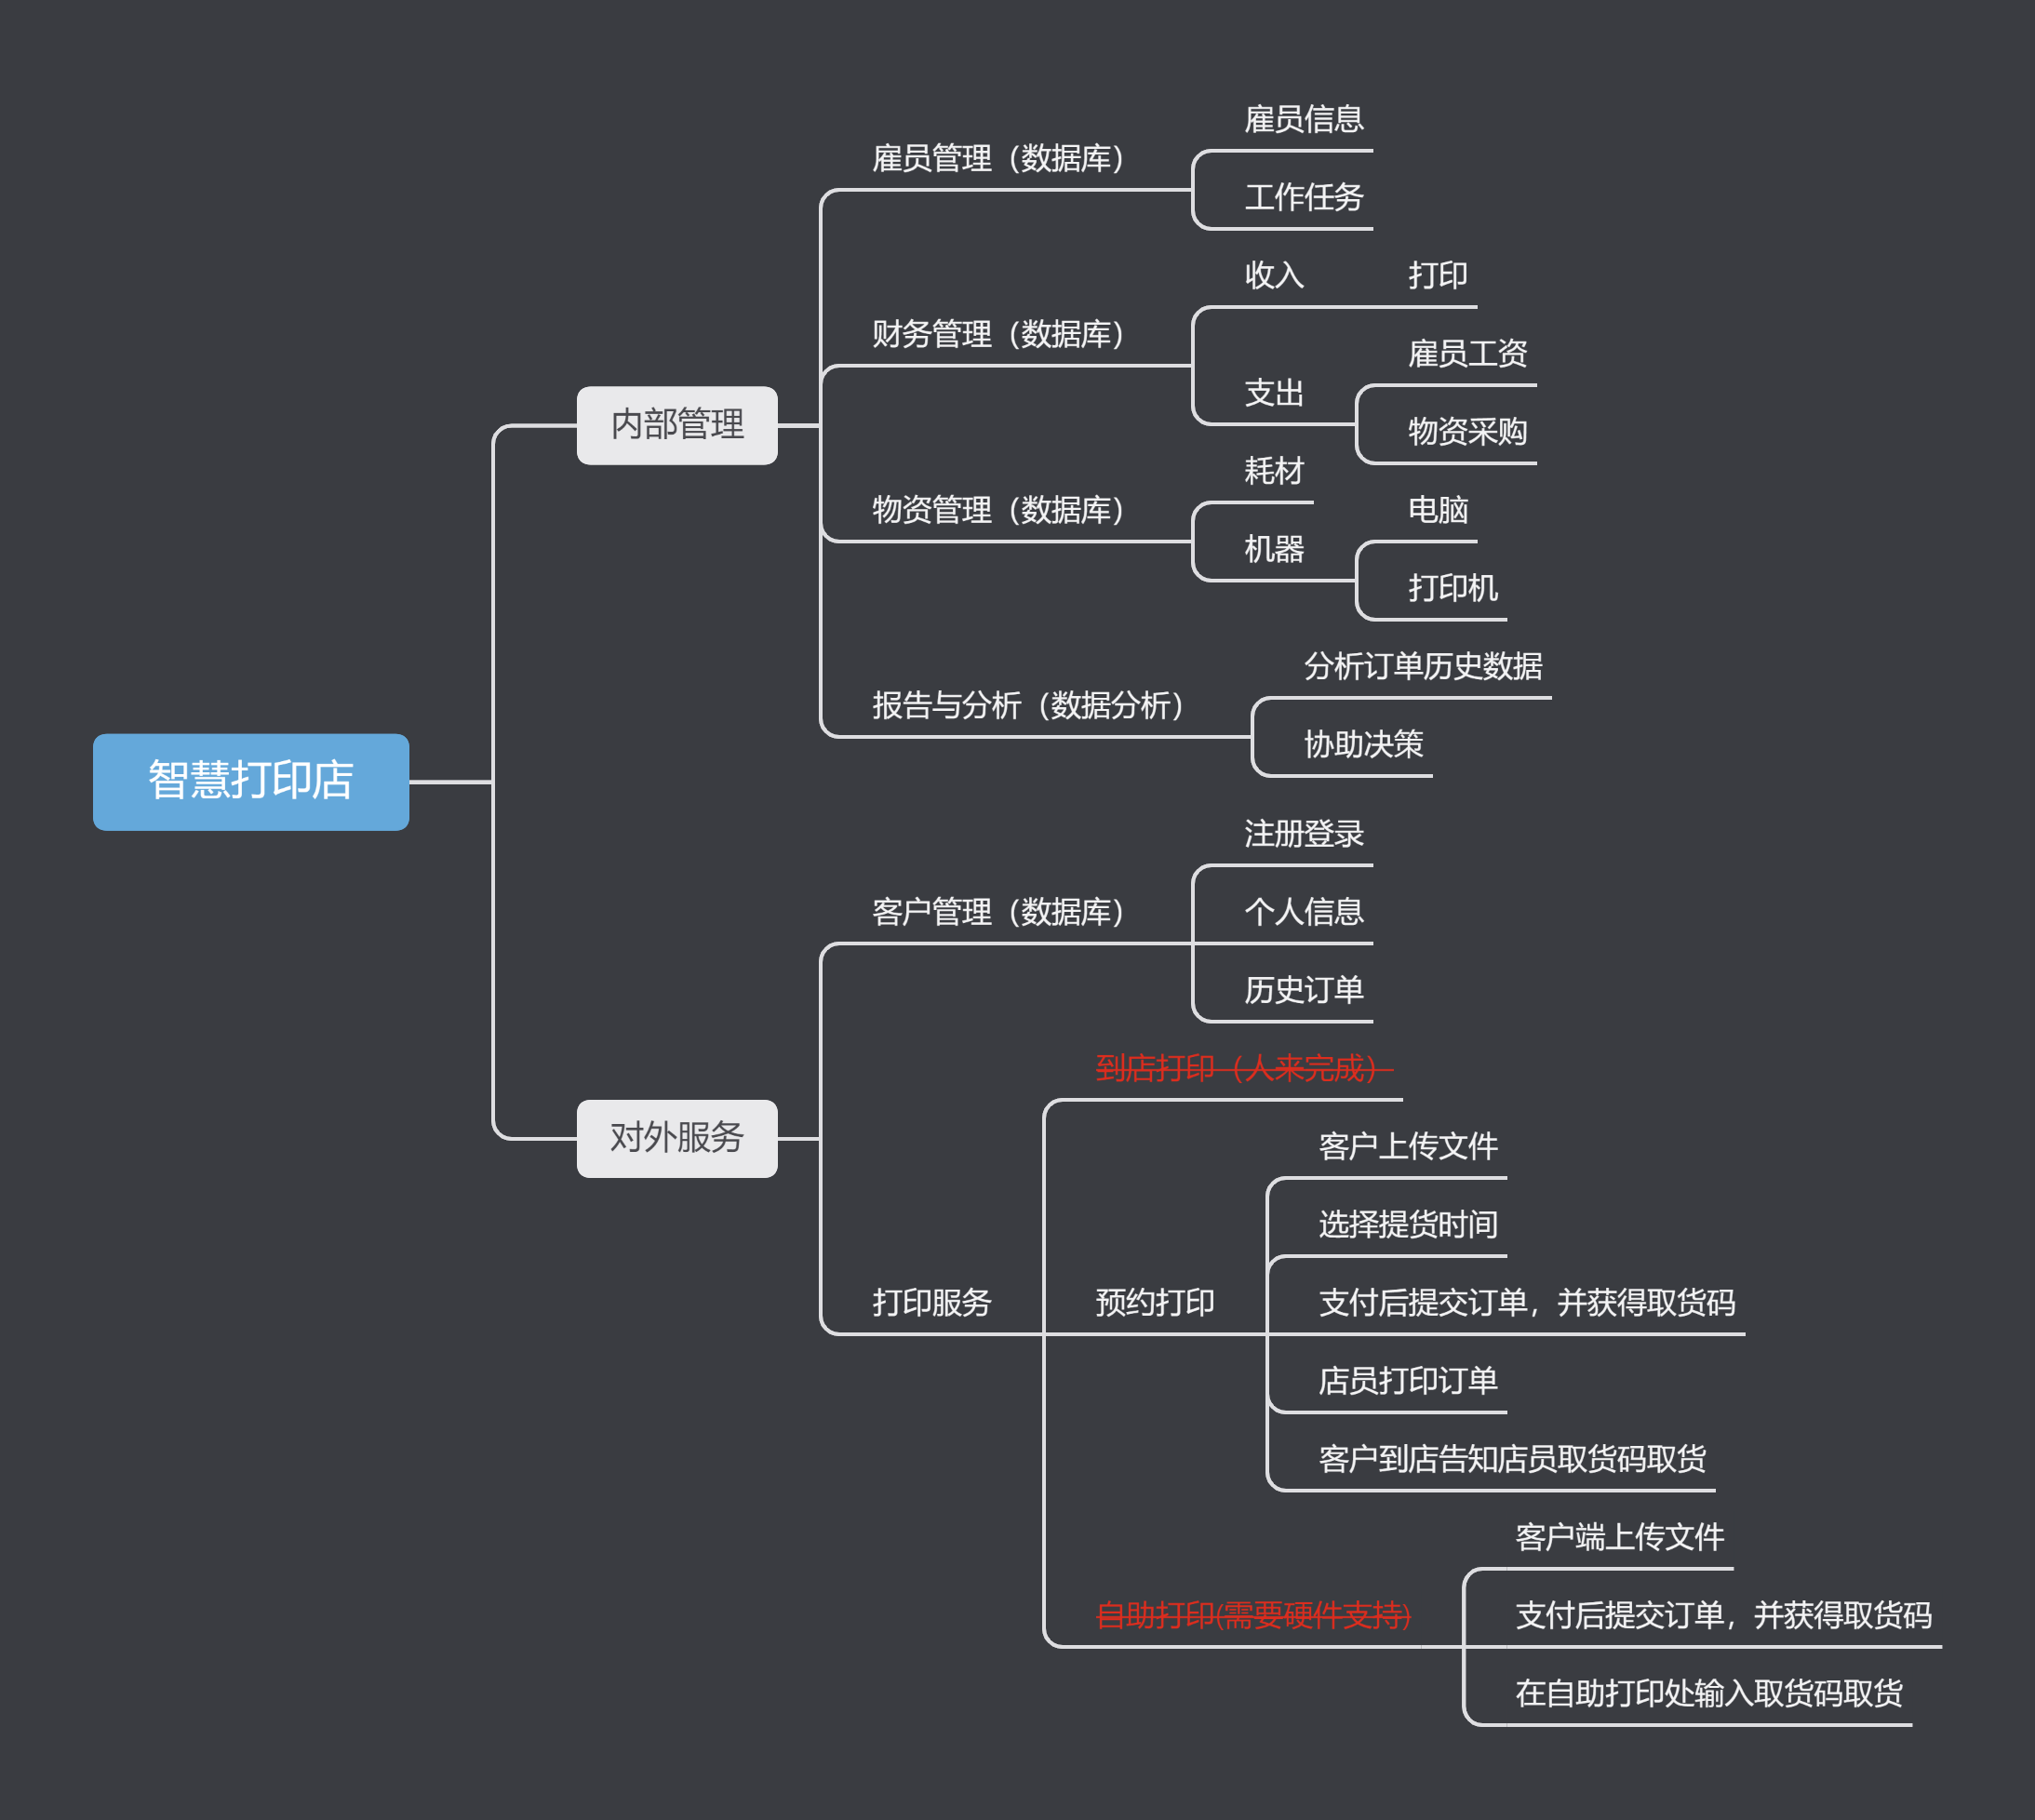 智慧打印店
内部管理
雇员管理（数据库）
雇员信息
工作任务
财务管理（数据库）
收入
打印
支出
雇员工资
物资采购
物资管理（数据库）
耗材
机器
电脑
打印机
报告与分析（数据分析）
分析订单历史数据
协助决策
对外服务
客户管理（数据库）
注册登录
个人信息
历史订单
打印服务
到店打印（人来完成）
预约打印
客户上传文件
选择提货时间
支付后提交订单，并获得取货码
店员打印订单
客户到店告知店员取货码取货
自助打印(需要硬件支持)
客户端上传文件
支付后提交订单，并获得取货码
在自助打印处输入取货码取货